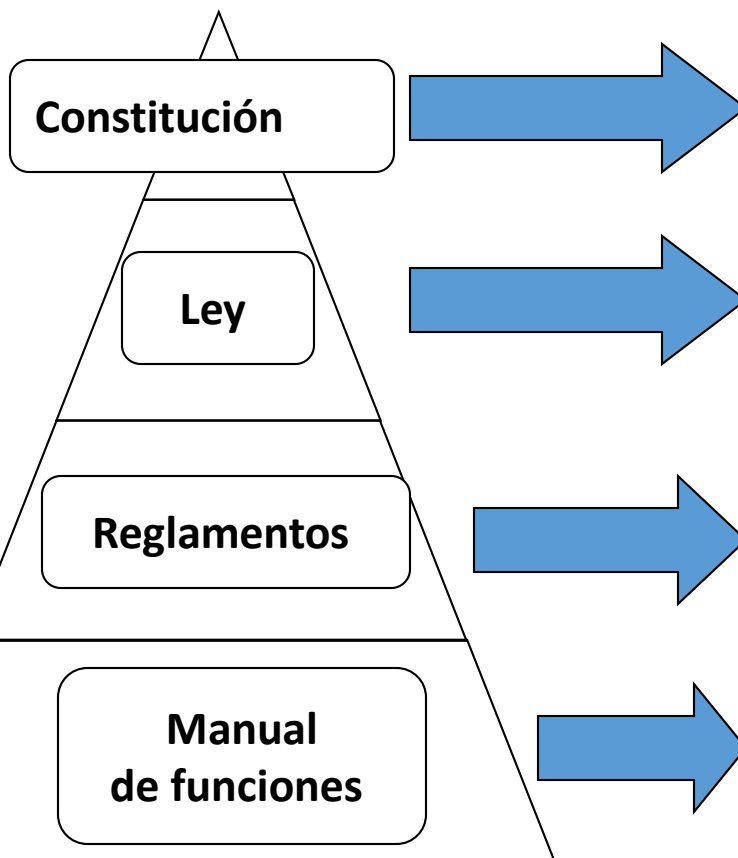 Constitución
Ley
Reglamentos
Manual
de funciones